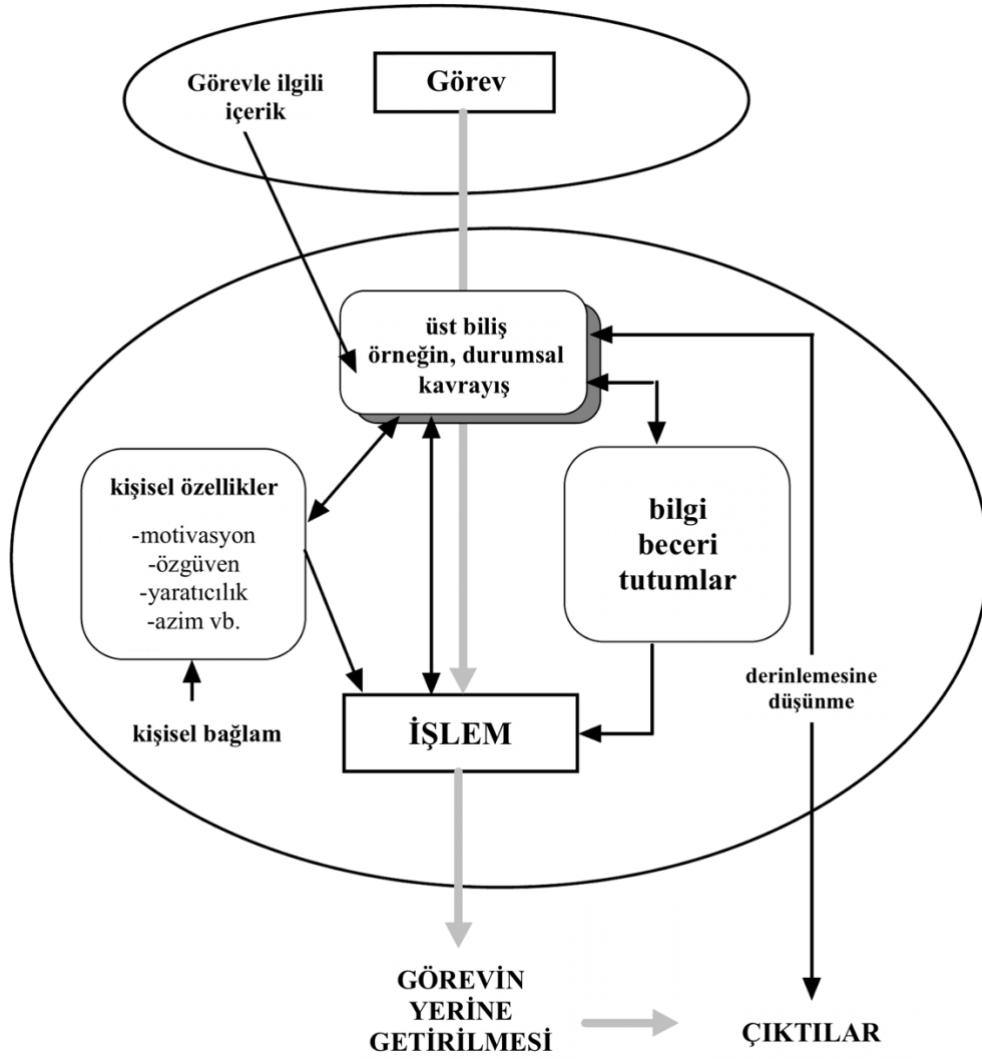 Görev
Görevle ilgili
içerik
üst biliş
örneğin, durumsal
kavrayış
kişisel özellikler
-motivasyon
-özgüven
-yaratıcılık
-azim vb.
bilgi
beceri
tutumlar
kişisel bağlam
İŞLEM
derinlemesine
düşünme
GÖREVİN
YERİNE
GETİRİLMESİ
ÇIKTILAR